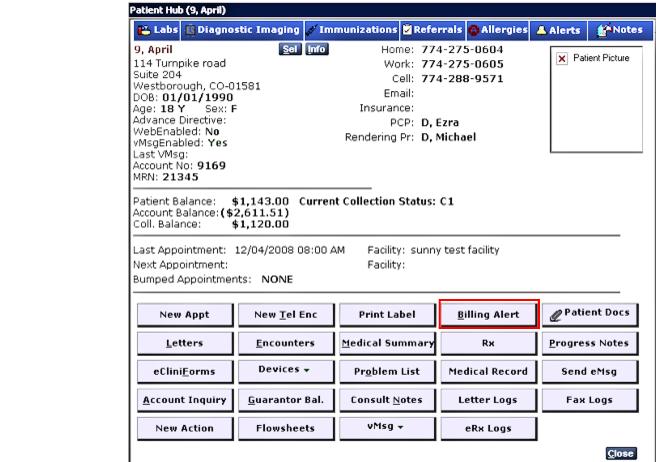 Patient Hub (9, April)
Labs Diagnostic Imaging Immunizations Referrals Allergies Alerts Notes
9, April Sel Info Home: 774-275-0604
114 Turnpike road Work: 774-275-0605
Suite 204 Cell: 774-288-9571
Westborough, CO-01581 Email:
DOB: 01/01/1990 Insurance:
Age: 18 Y Sex: F PCP: D, Ezra
Advance Directive: Rendering Pr: D, Michael
WebEnabled: No
vMsgEnabled: Yes
Last VMsg:
Account No: 9169
MRN: 21345
Patient Picture
Patient Balance: $1,143.00 Current Collection Status: C1
Account Balance:($2,611.51)
Coll. Balance: $1,120.00
Last Appointment: 12/04/2008 08:00 AM Facility: sunny test facility
Next Appointment: Facility:
Bumped Appointments: NONE
New Appt New Tel Enc Print Label Billing Alert Patient Docs
Letters Encounters Medical Summary Rx Progress Notes
eCliniForms Devices Problem List Medical Record Send eMsg
Account Inquiry Guarantor Bal. Consult Notes Letter Logs Fax Logs
New Action Flowsheets vMsg eRx Logs
Close